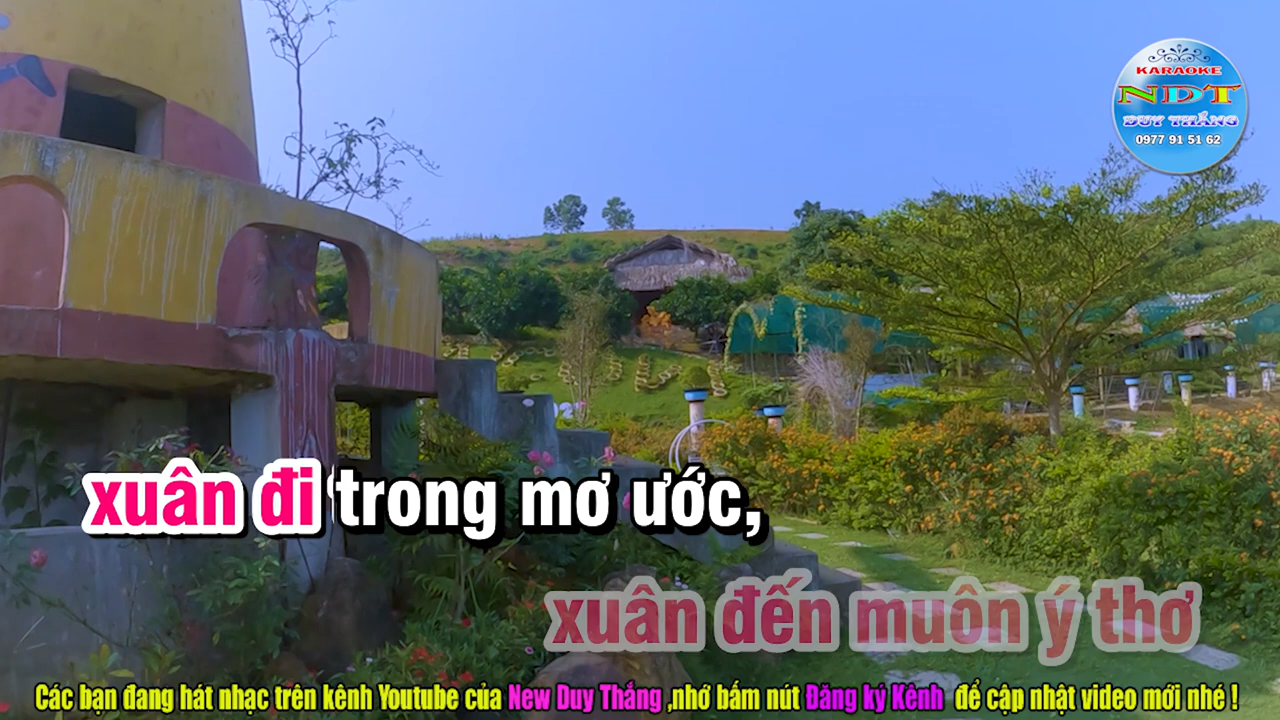 KARAOKE
NDT
DUY THẮNG
0977 91 51 62
xuân đi trong mơ ước,
xuân đến muôn ý thơ
Các bạn đang hát nhạc trên kênh Youtube của New Duy Thắng ,nhớ bấm nút Đăng ký Kênh để cập nhật video mới nhé !